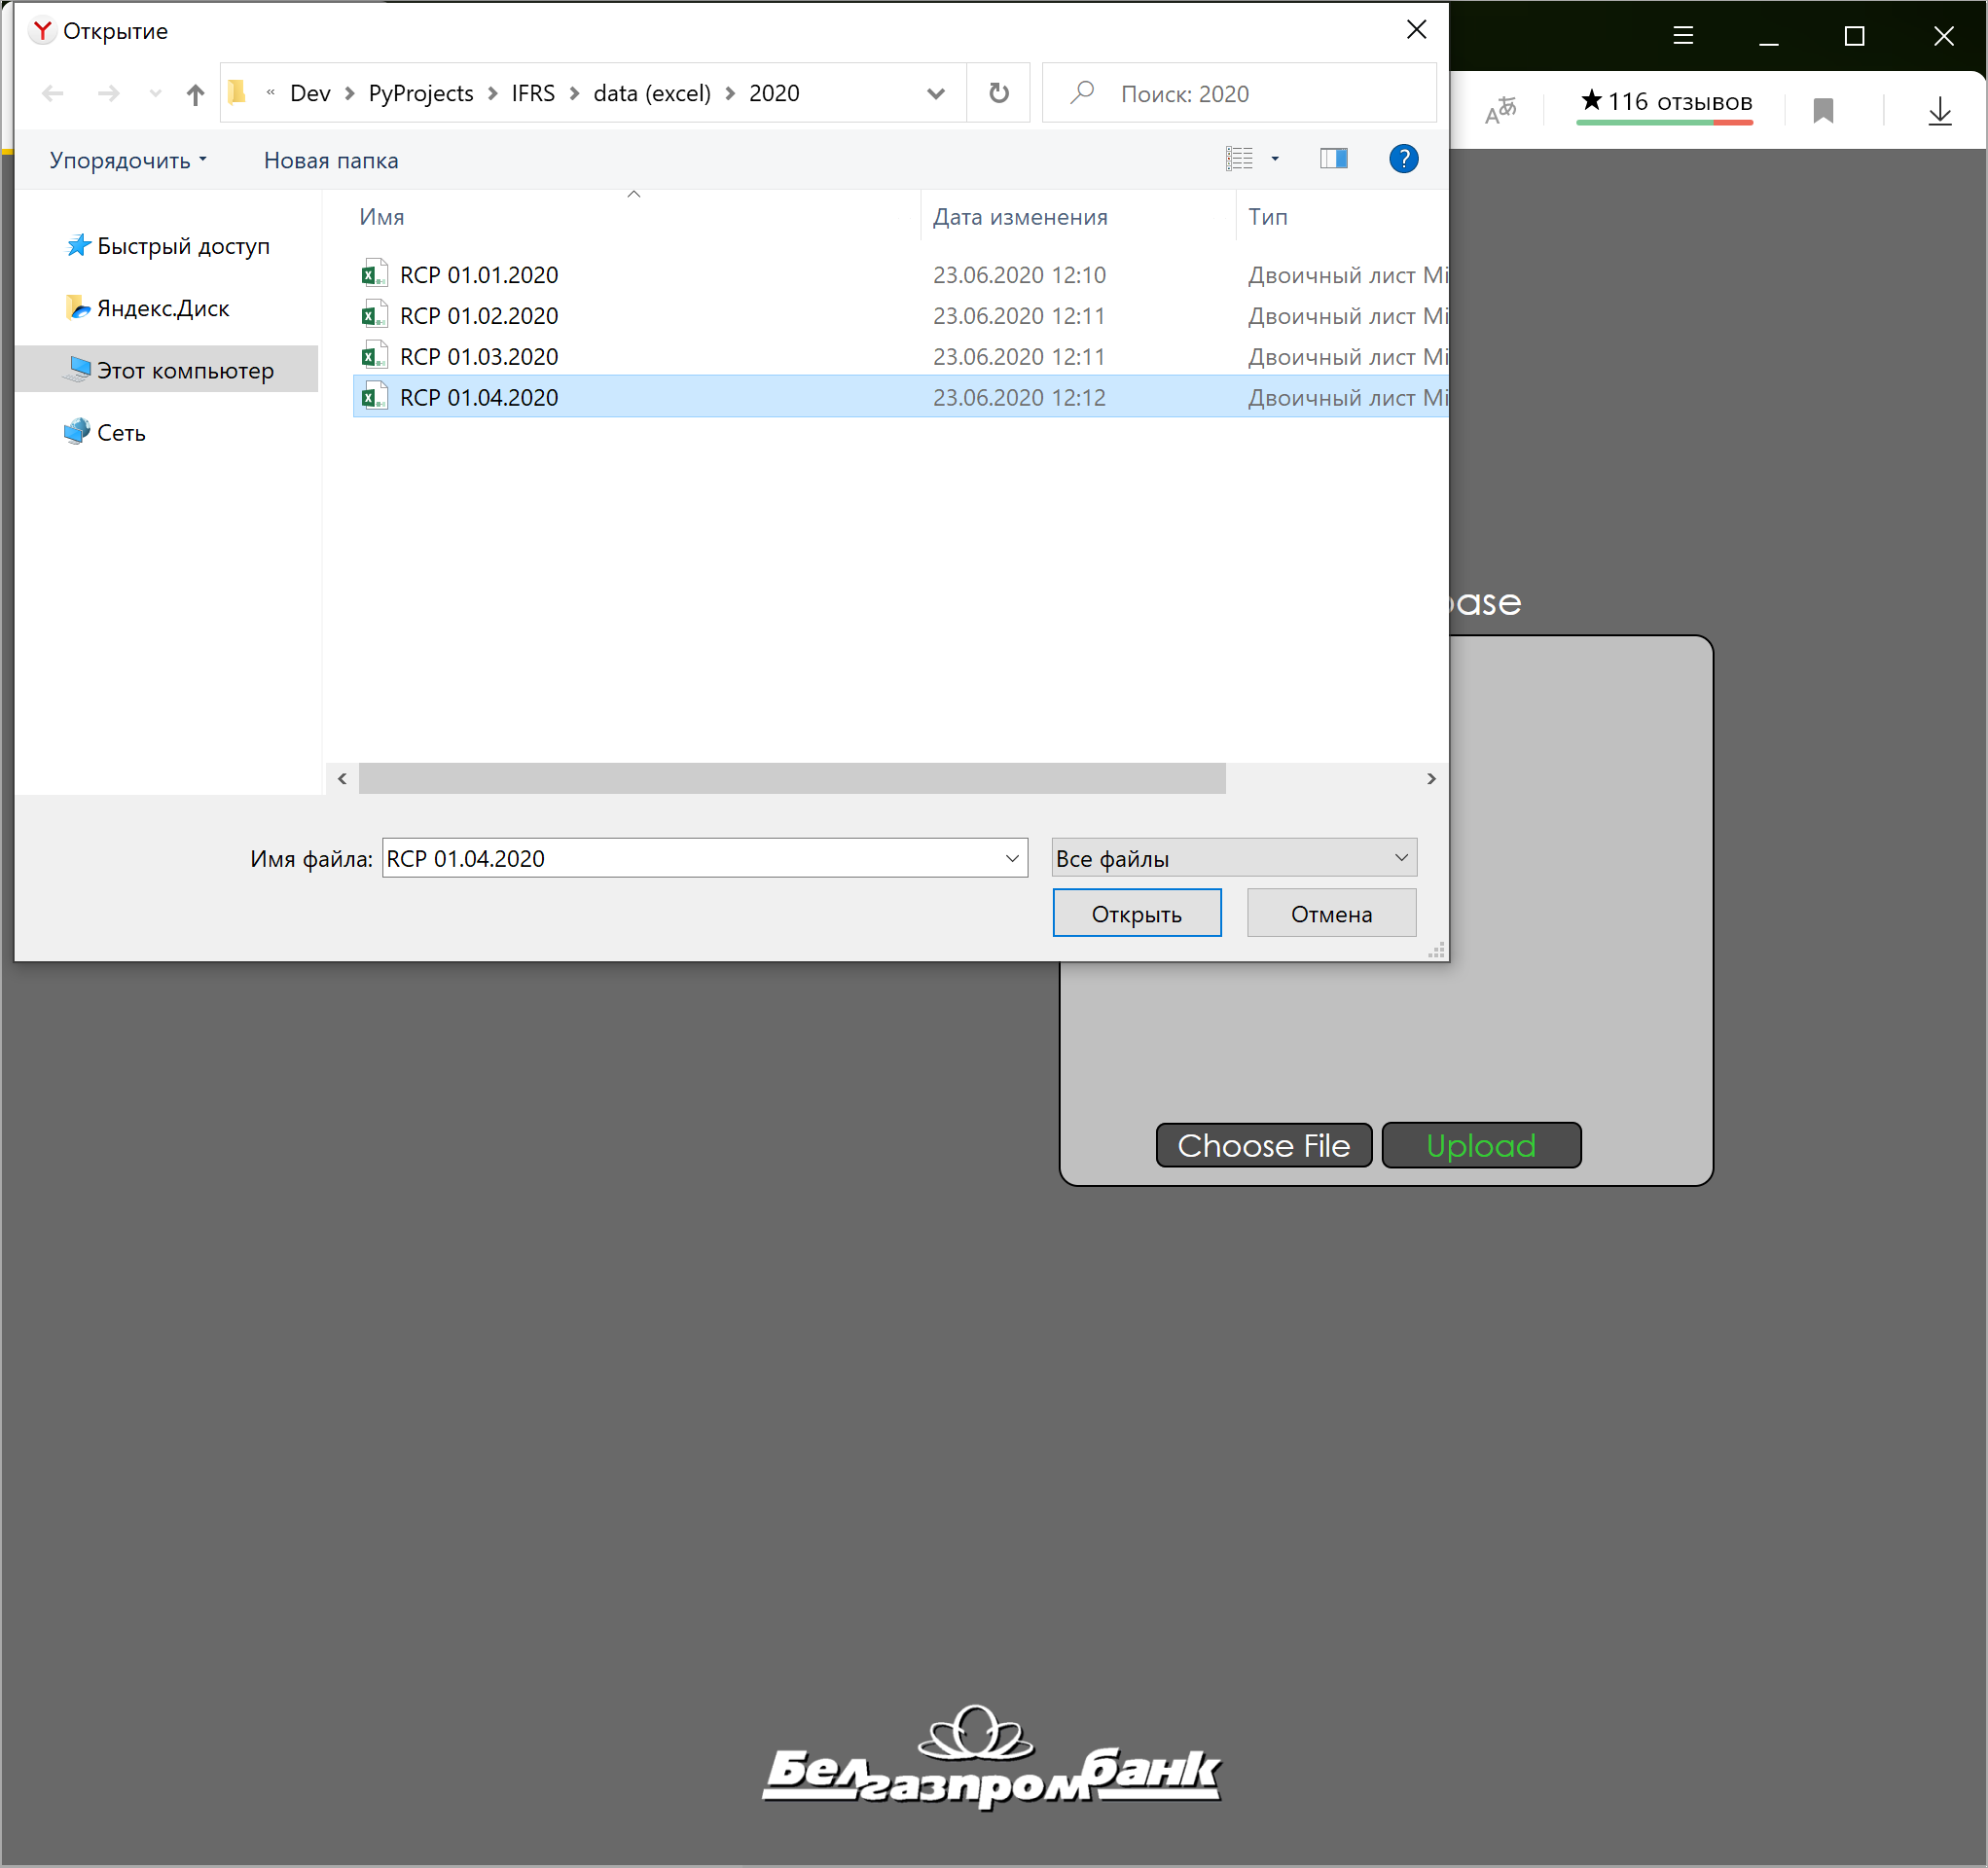 Открытие
« Dev › PyProjects › IFRS › data (excel) › 2020
Поиск: 2020
116 отзывов
Упорядочить
Новая папка
Имя
Дата изменения
Тип
Быстрый доступ
Яндекс.Диск
Этот компьютер
Сеть
RCP 01.01.2020 23.06.2020 12:10 Двоичный лист Mi
RCP 01.02.2020 23.06.2020 12:11 Двоичный лист Mi
RCP 01.03.2020 23.06.2020 12:11 Двоичный лист Mi
RCP 01.04.2020 23.06.2020 12:12 Двоичный лист Mi
base
Имя файла: RCP 01.04.2020
Все файлы
Открыть
Отмена
Choose File
Upload
Белгазпромбанк